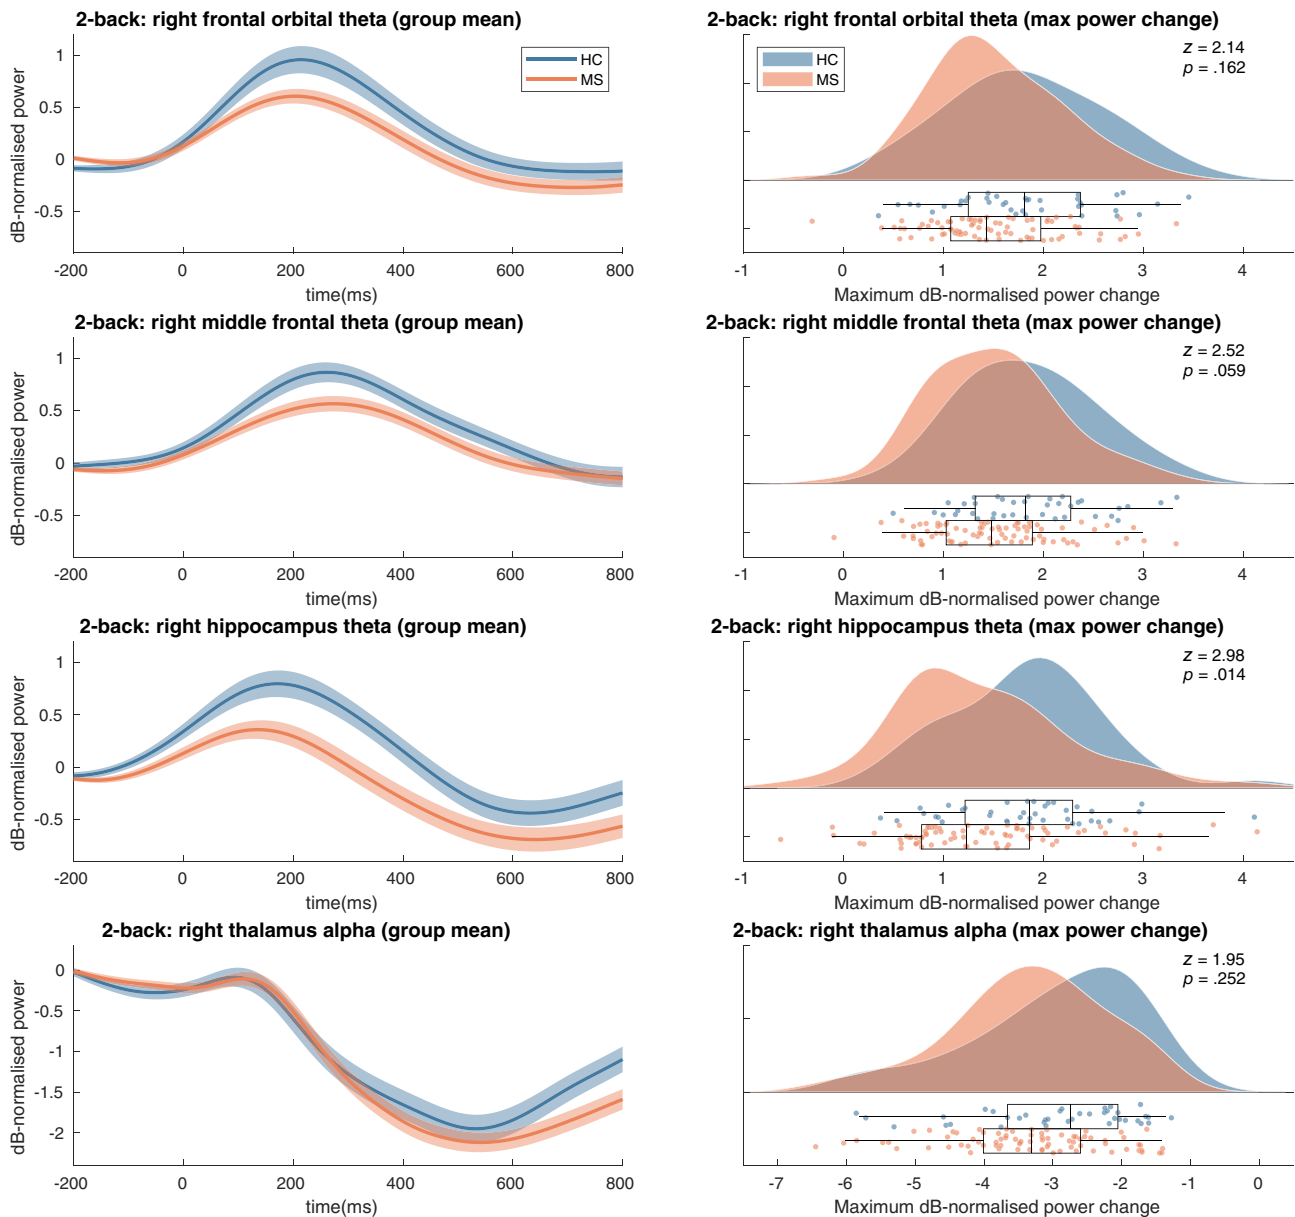 2-back: right frontal orbital theta (group mean)
dB-normalised power
1
0.5
0
-0.5
HC
MS
-200 0 200 400 600 800
time(ms)
2-back: right frontal orbital theta (max power change)
HC
MS
z = 2.14
p = .162
-1 0 1 2 3 4
Maximum dB-normalised power change
2-back: right middle frontal theta (group mean)
dB-normalised power
1
0.5
0
-0.5
-200 0 200 400 600 800
time(ms)
2-back: right middle frontal theta (max power change)
z = 2.52
p = .059
-1 0 1 2 3 4
Maximum dB-normalised power change
2-back: right hippocampus theta (group mean)
dB-normalised power
1
0.5
0
-0.5
-200 0 200 400 600 800
time(ms)
2-back: right hippocampus theta (max power change)
z = 2.98
p = .014
-1 0 1 2 3 4
Maximum dB-normalised power change
2-back: right thalamus alpha (group mean)
dB-normalised power
0
-0.5
-1
-1.5
-2
-200 0 200 400 600 800
time(ms)
2-back: right thalamus alpha (max power change)
z = 1.95
p = .252
-7 -6 -5 -4 -3 -2 -1 0
Maximum dB-normalised power change